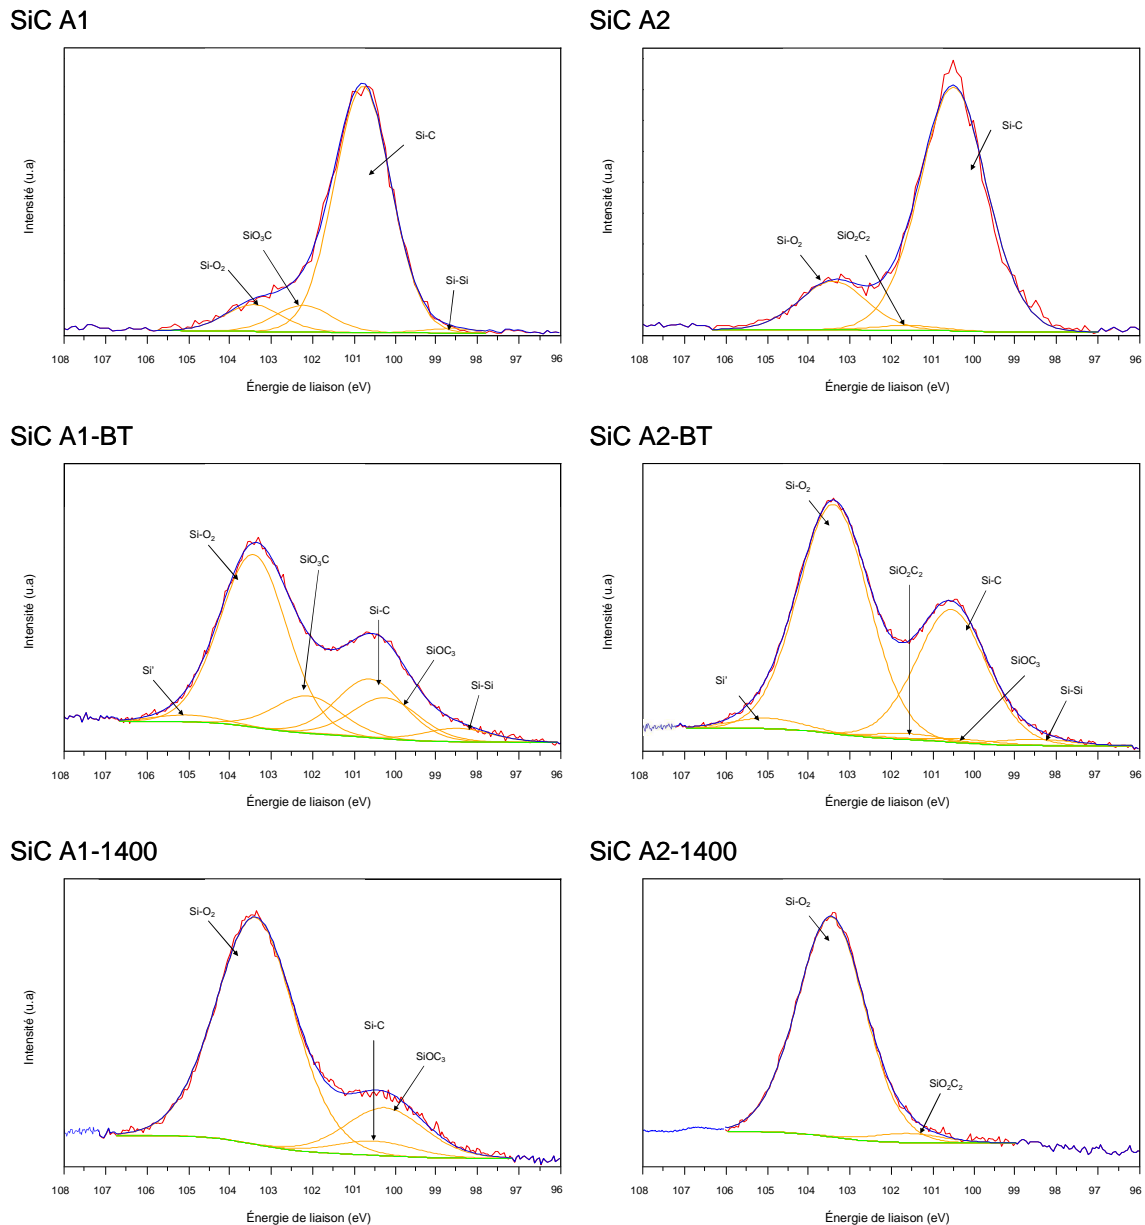 SiC A1
SiC A2
Si-C
SiO₃C
Si-O₂
Si-Si
Intensité (u.a)
108 107 106 105 104 103 102 101 100 99 98 97 96
Énergie de liaison (eV)
Si-C
Si-O₂
SiO₂C₂
Intensité (u.a)
108 107 106 105 104 103 102 101 100 99 98 97 96
Énergie de liaison (eV)
SiC A1-BT
SiC A2-BT
Si-O₂
SiO₃C
Si-C
SiOC₃
Si'
Si-Si
Intensité (u.a)
108 107 106 105 104 103 102 101 100 99 98 97 96
Énergie de liaison (eV)
Si-O₂
SiO₂C₂
Si-C
SiOC₃
Si'
Si-Si
Intensité (u.a)
108 107 106 105 104 103 102 101 100 99 98 97 96
Énergie de liaison (eV)
SiC A1-1400
SiC A2-1400
Si-O₂
Si-C
SiOC₃
Intensité (u.a)
108 107 106 105 104 103 102 101 100 99 98 97 96
Énergie de liaison (eV)
Si-O₂
SiO₂C₂
Intensité (u.a)
108 107 106 105 104 103 102 101 100 99 98 97 96
Énergie de liaison (eV)